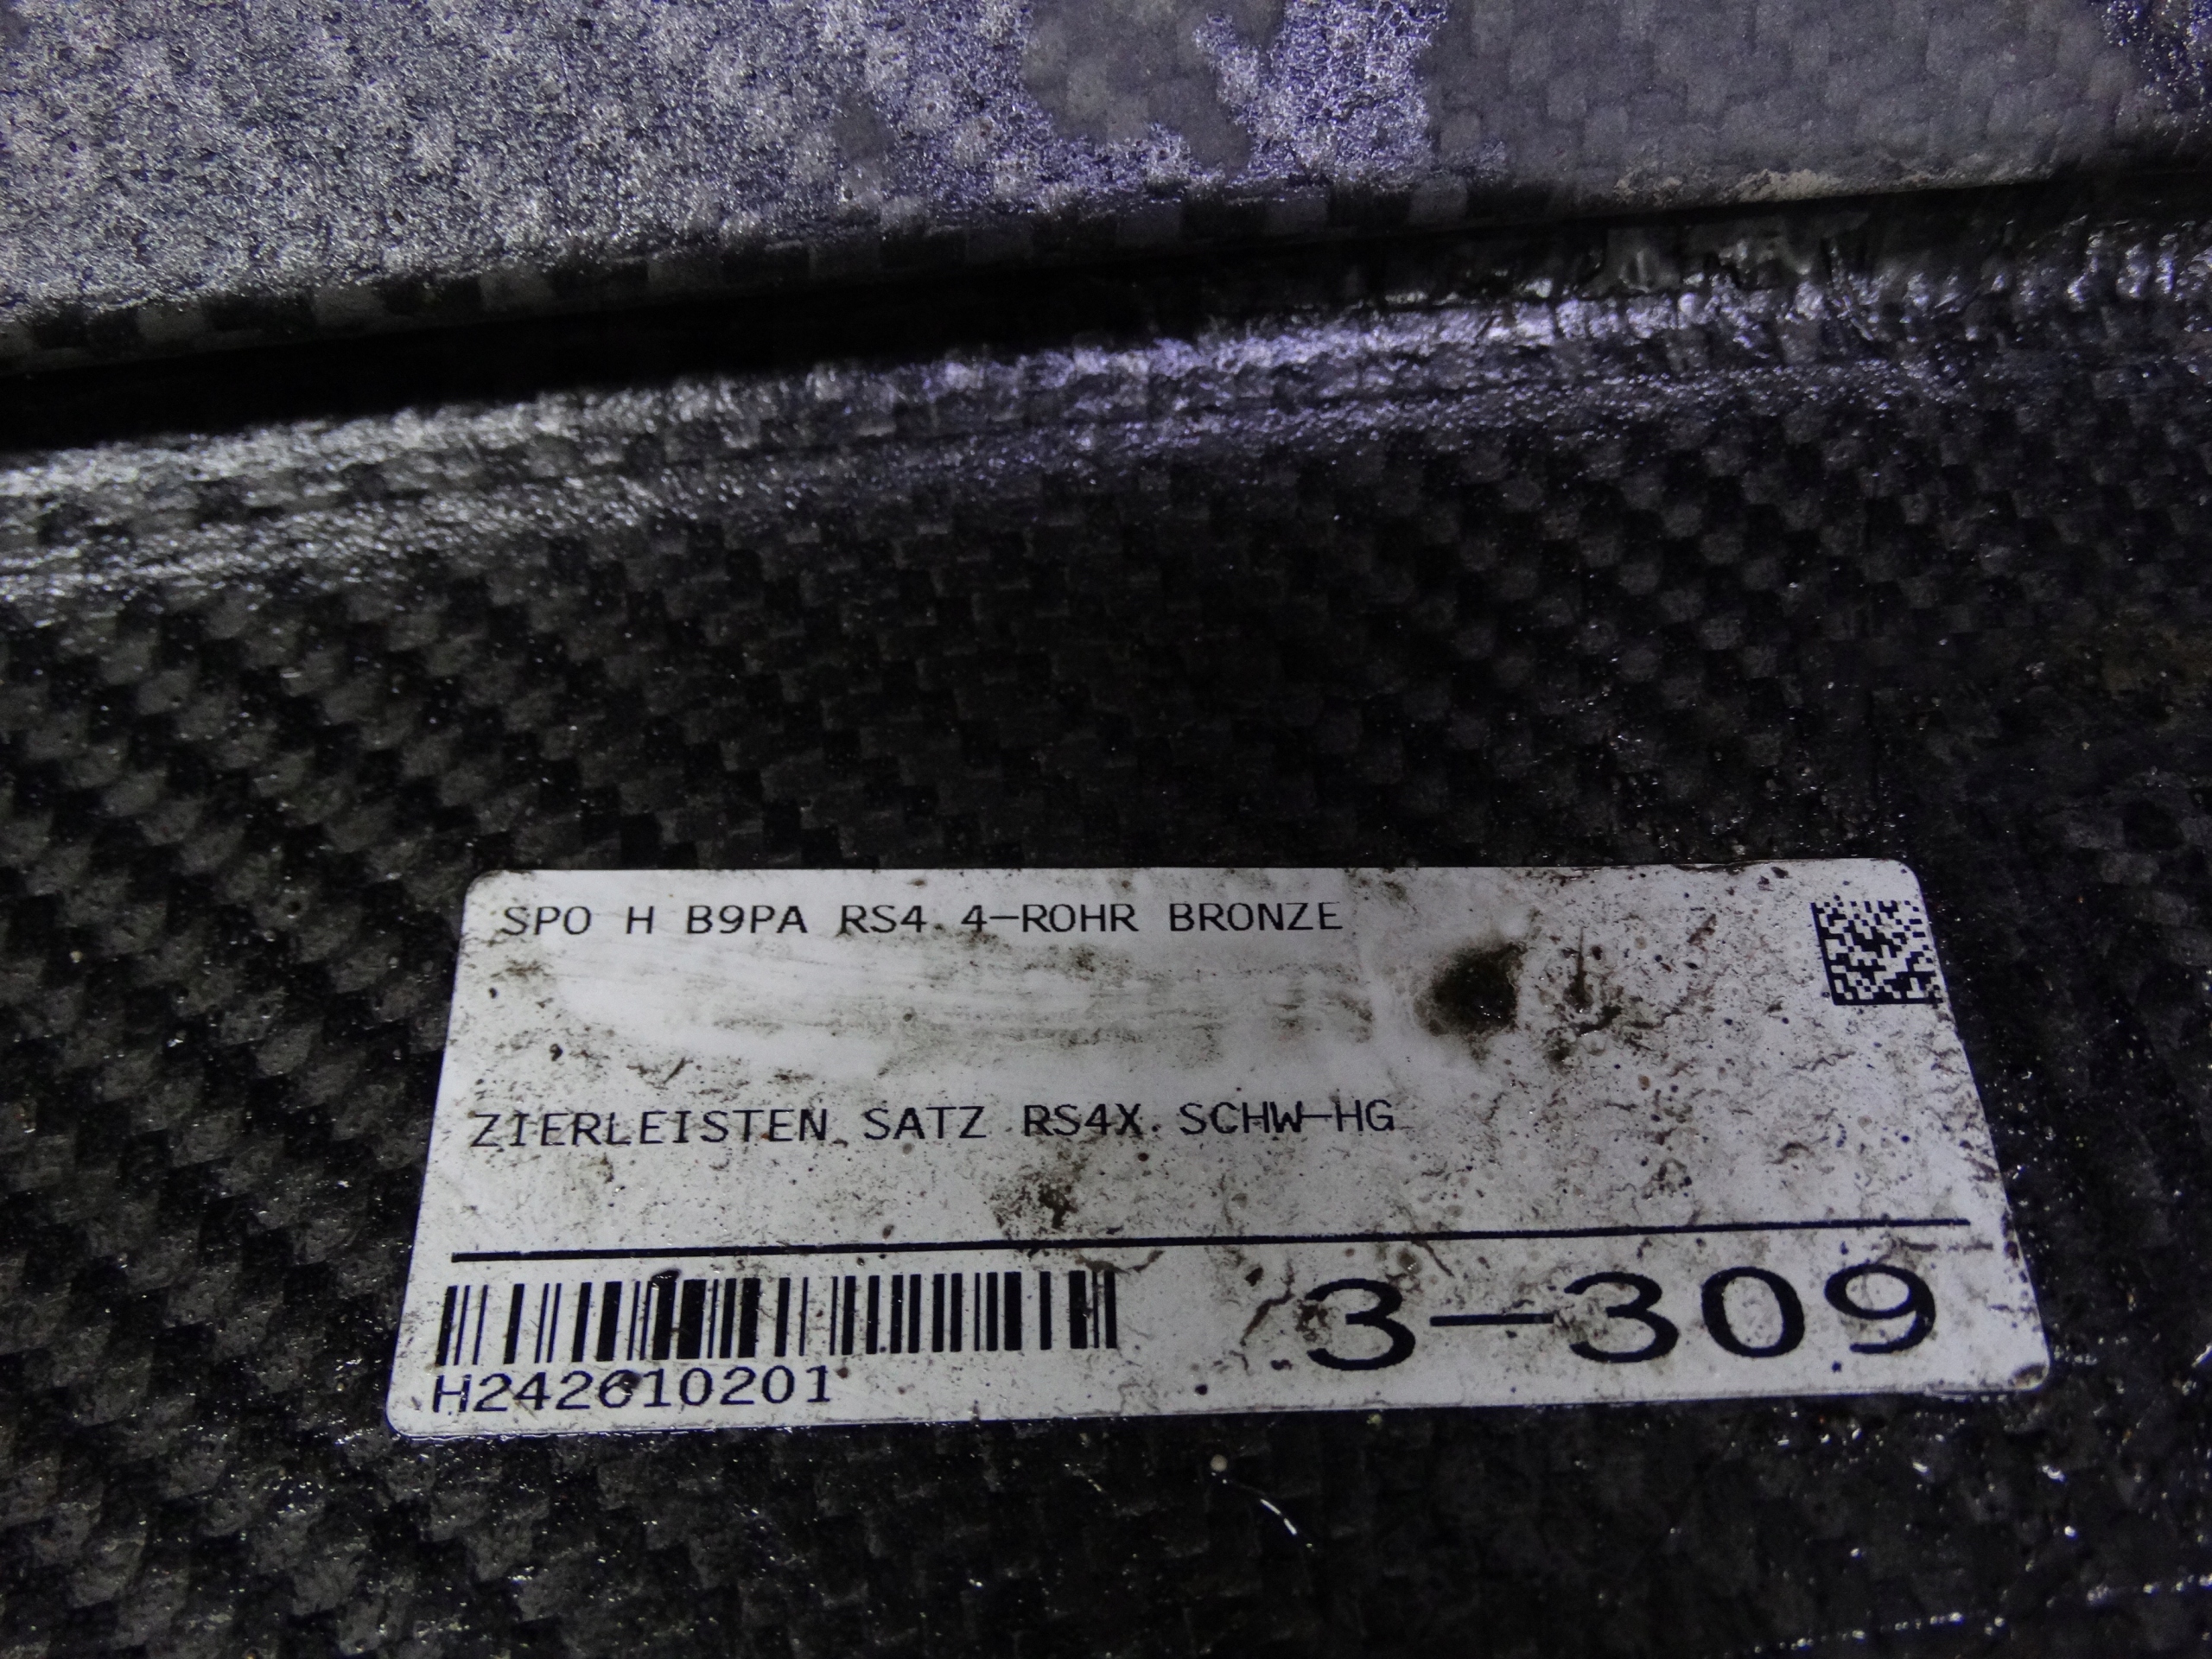 SPO H B9PA RS4 4-ROHR BRONZE
ZIERLEISTEN SATZ RS4X SCHW-HG
3-309
H242610201